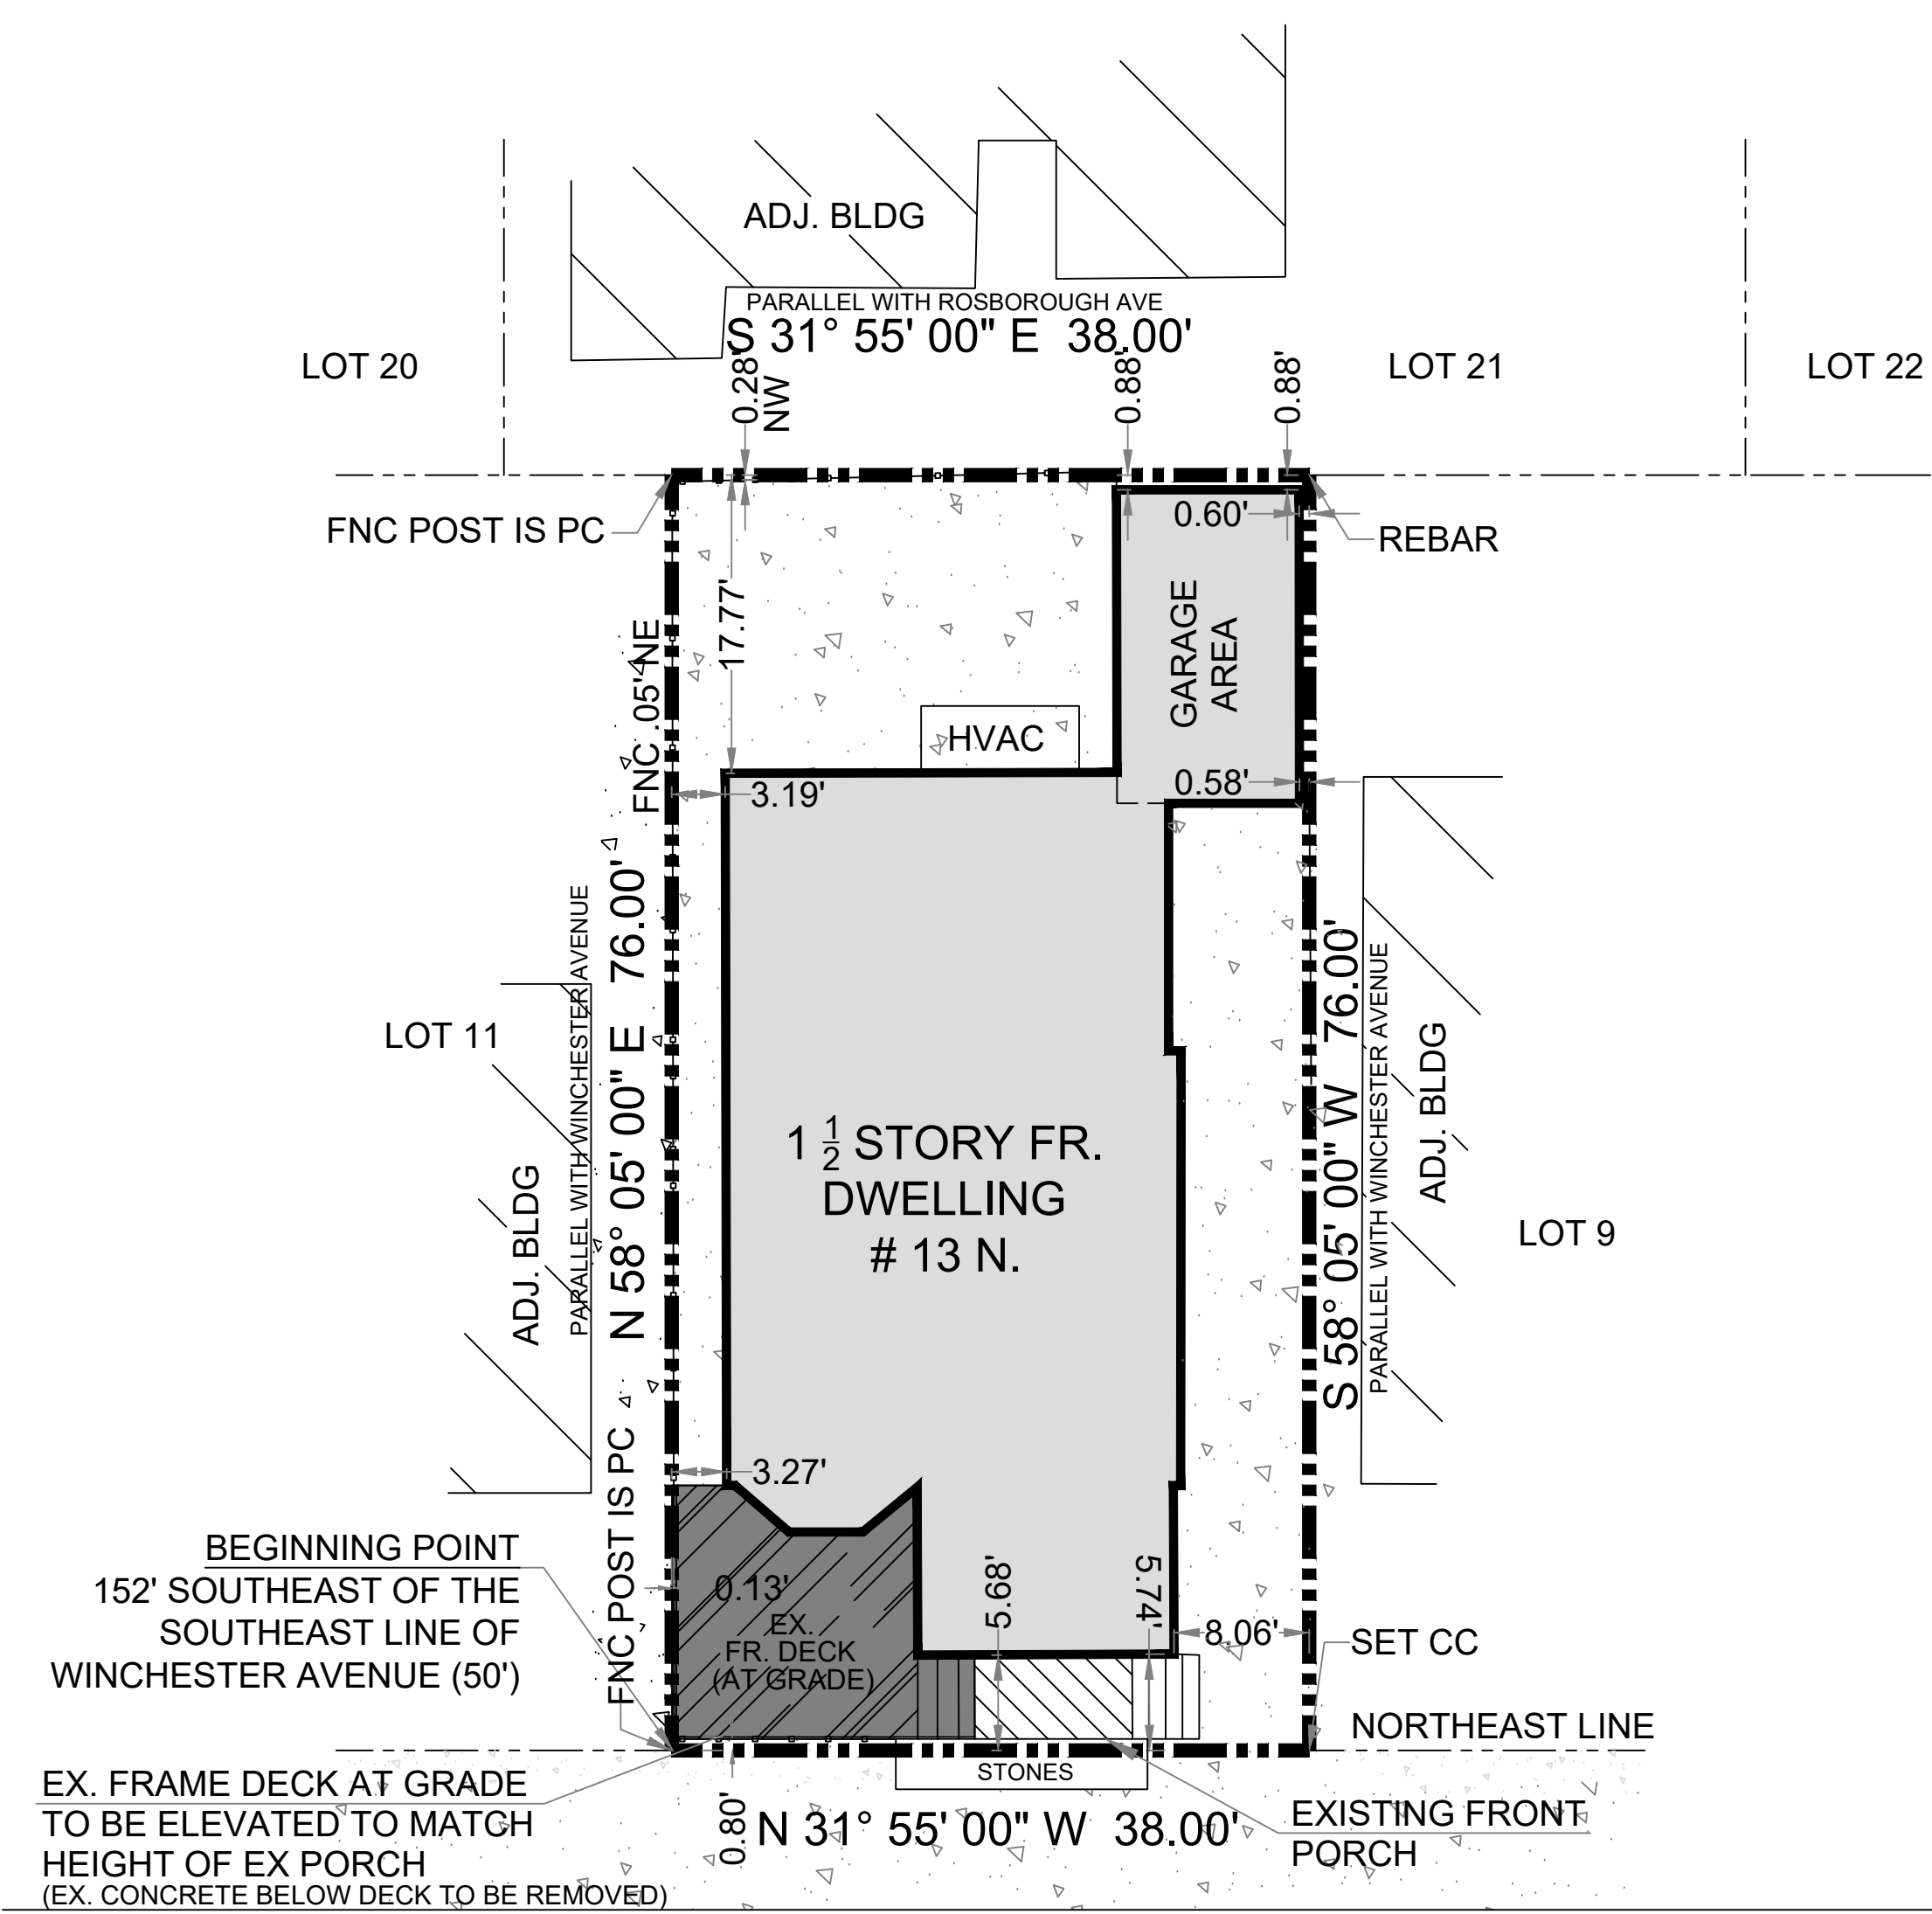 ADJ. BLDG
PARALLEL WITH ROSBOROUGH AVE
S 31° 55' 00" E 38.00'
LOT 20
LOT 21
LOT 22
0.28'
NW
0.88'
0.88'
FNC POST IS PC
REBAR
0.60'
17.77'
FNC .05' NE
GARAGE
AREA
HVAC
3.19'
0.58'
N 58° 05' 00" E 76.00'
PARALLEL WITH WINCHESTER AVENUE
LOT 11
ADJ. BLDG
S 58° 05' 00" W 76.00'
PARALLEL WITH WINCHESTER AVENUE
ADJ. BLDG
LOT 9
1 1/2 STORY FR.
DWELLING
# 13 N.
3.27'
FNC POST IS PC
BEGINNING POINT
152' SOUTHEAST OF THE
SOUTHEAST LINE OF
WINCHESTER AVENUE (50')
0.13'
EX.
FR. DECK
(AT GRADE)
5.68'
5.74'
8.06'
SET CC
NORTHEAST LINE
STONES
EX. FRAME DECK AT GRADE
TO BE ELEVATED TO MATCH
HEIGHT OF EX PORCH
(EX. CONCRETE BELOW DECK TO BE REMOVED)
0.80'
N 31° 55' 00" W 38.00'
EXISTING FRONT
PORCH